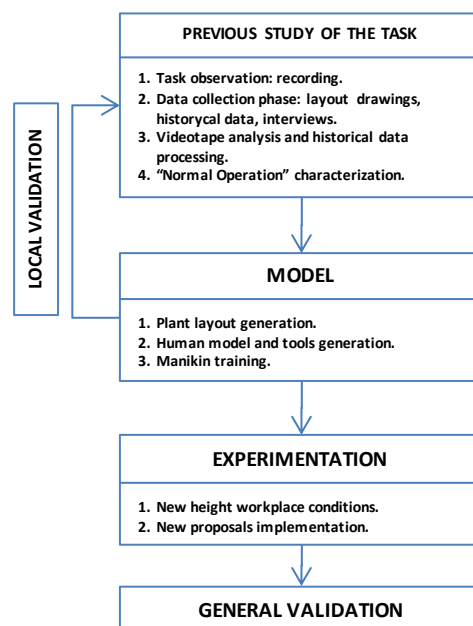 PREVIOUS STUDY OF THE TASK
1. Task observation: recording.
2. Data collection phase: layout drawings,
historycal data, interviews.
3. Videotape analysis and historical data
processing.
4. “Normal Operation” characterization.
LOCAL VALIDATION
MODEL
1. Plant layout generation.
2. Human model and tools generation.
3. Manikin training.
EXPERIMENTATION
1. New height workplace conditions.
2. New proposals implementation.
GENERAL VALIDATION